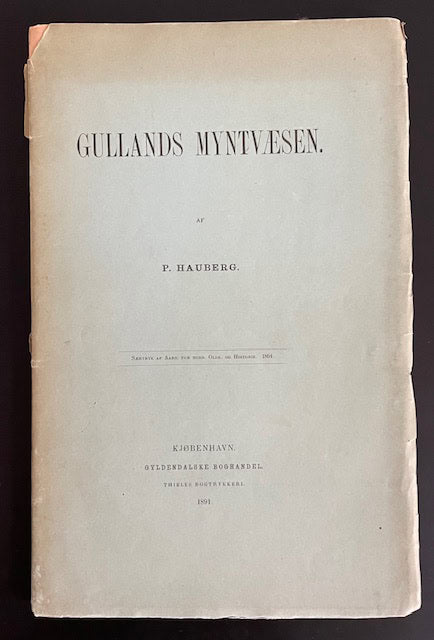 GULLANDS MYNTVÆSEN.
AF
P. HAUBERG.
SÆRTRYK AF AARB. FOR NORD. OLDK. OG HISTORIE. 1891.
KJØBENHAVN.
GYLDENDALSKE BOGHANDEL.
THIELES BOGTRYKKERI.
1891.